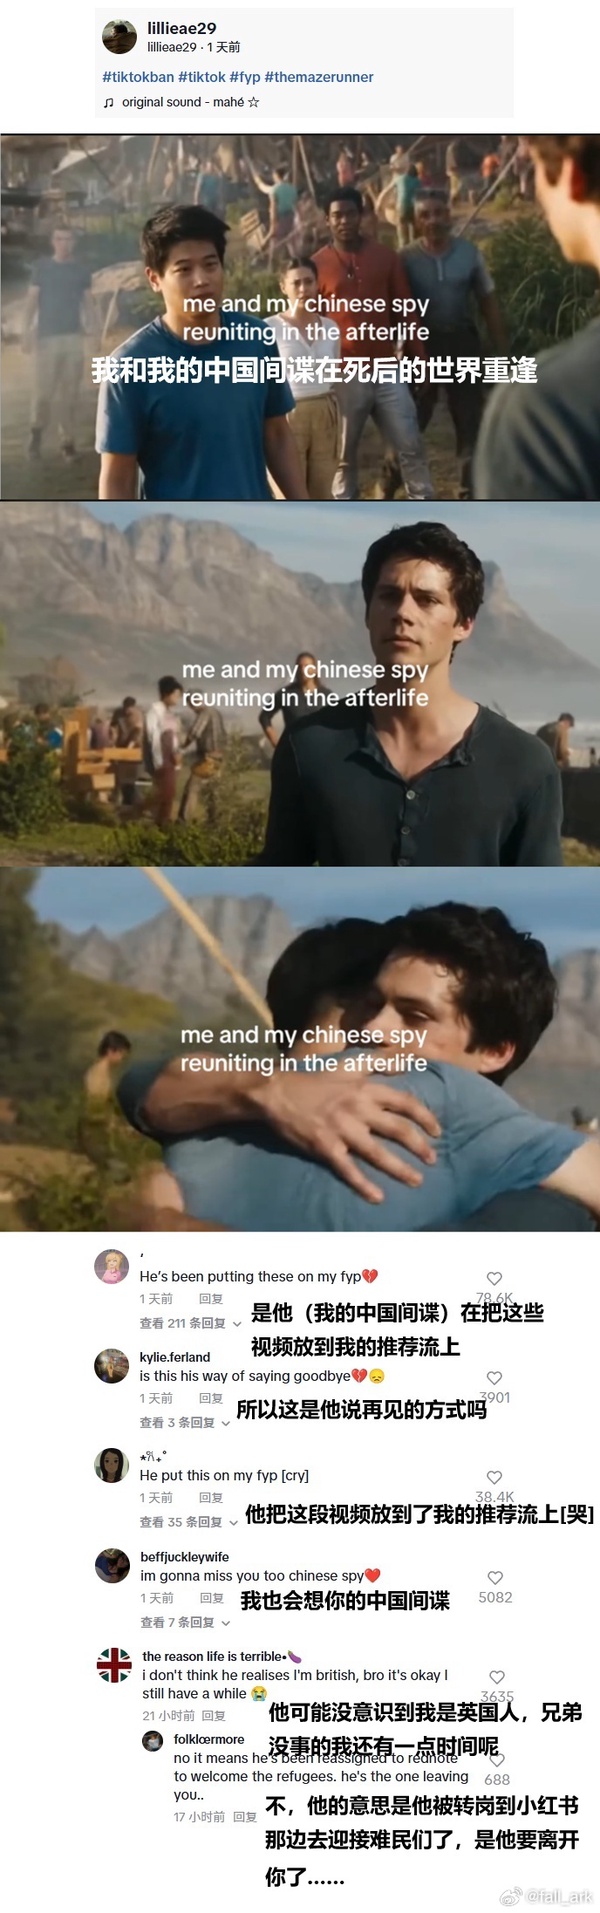 lillieae29
lillieae29 · 1 天前
#tiktokban #tiktok #fyp #themazerunner
♫ original sound - mahé ☆
me and my chinese spy
reuniting in the afterlife
我和我的中国间谍在死后的世界重逢
me and my chinese spy
reuniting in the afterlife
me and my chinese spy
reuniting in the afterlife
He’s been putting these on my fyp💔
78.6K
1 天前 回复
查看 211 条回复
是他（我的中国间谍）在把这些
视频放到我的推荐流上
kylie.ferland
is this his way of saying goodbye💔😞
3901
1 天前 回复
查看 3 条回复
所以这是他说再见的方式吗
He put this on my fyp [cry]
38.4K
1 天前 回复
查看 35 条回复
他把这段视频放到了我的推荐流上[哭]
beffjuckleywife
im gonna miss you too chinese spy❤️
5082
1 天前 回复
查看 7 条回复
我也会想你的中国间谍
the reason life is terrible•🍆
i don't think he realises I'm british, bro it's okay I
still have a while 😭
3635
21 小时前 回复
他可能没意识到我是英国人，兄弟
没事的我还有一点时间呢
folklœrmore
no it means he's been reassigned to rednote
to welcome the refugees. he's the one leaving
you..
688
17 小时前 回复
不，他的意思是他被转岗到小红书
那边去迎接难民们了，是他要离开
你了......
@fall_ark